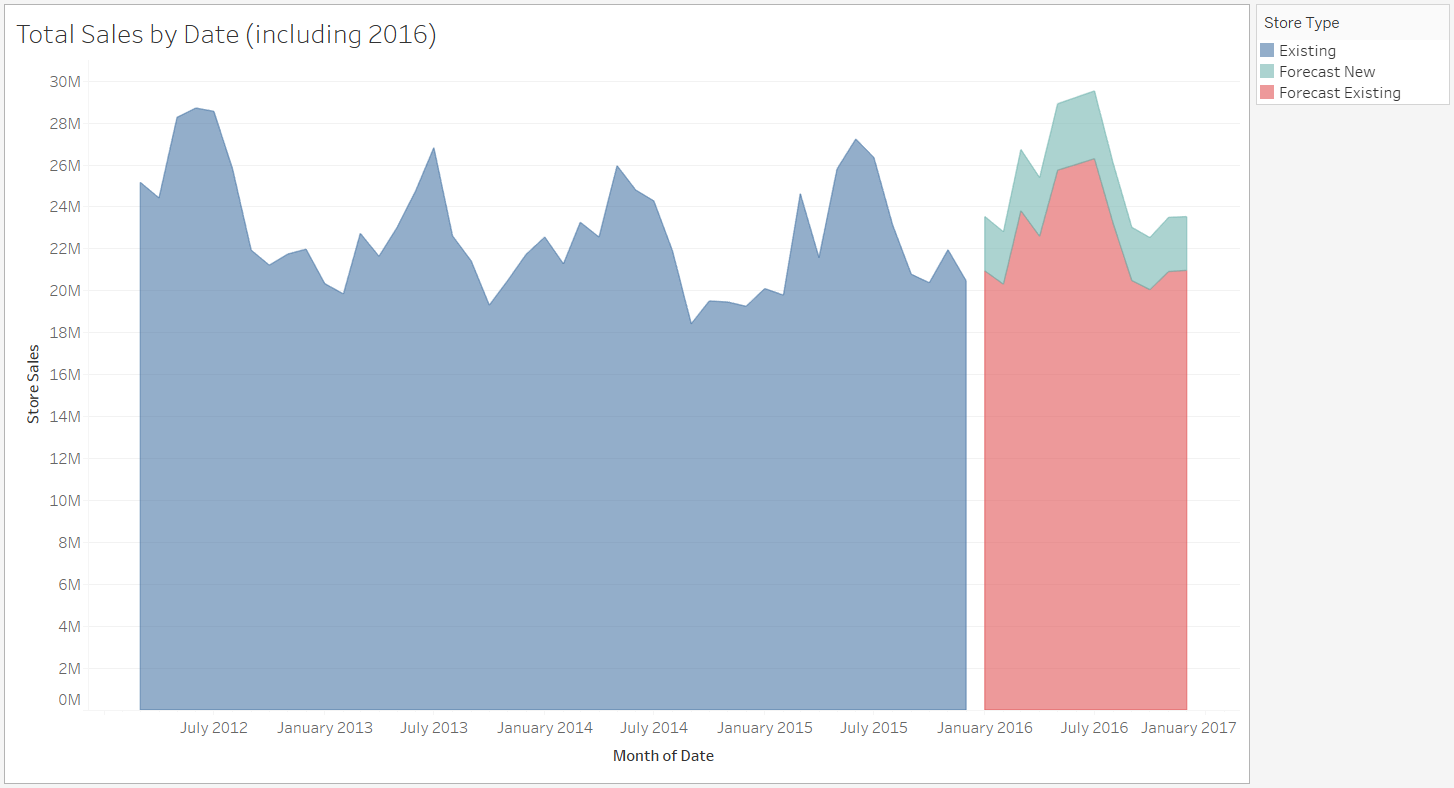 Total Sales by Date (including 2016)
Store Type
Existing
Forecast New
Forecast Existing
30M
28M
26M
24M
22M
20M
18M
16M
14M
12M
10M
8M
6M
4M
2M
0M
Store Sales
July 2012 January 2013 July 2013 January 2014 July 2014 January 2015 July 2015 January 2016 July 2016 January 2017
Month of Date